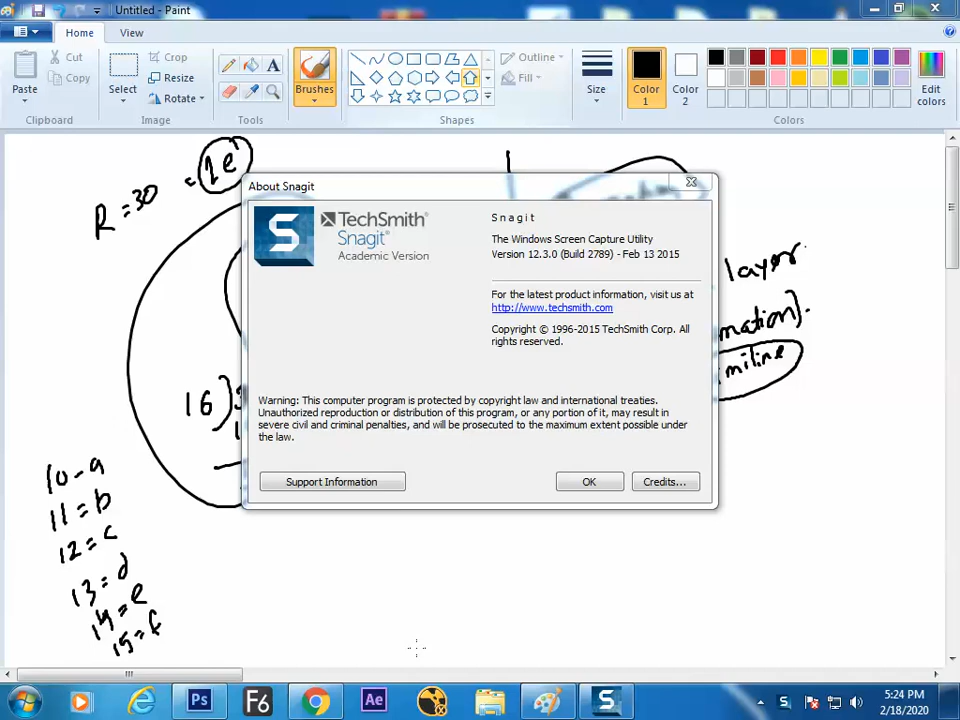 Untitled - Paint
Home
View
Paste
Cut
Copy
Clipboard
Select
Crop
Resize
Rotate
Image
Tools
Brushes
Shapes
Outline
Fill
Size
Color 1
Color 2
Edit colors
Colors
R = 30 = 1e
About Snagit
TechSmith
Snagit
Academic Version
Snagit
The Windows Screen Capture Utility
Version 12.3.0 (Build 2789) - Feb 13 2015
For the latest product information, visit us at
http://www.techsmith.com
Copyright © 1996-2015 TechSmith Corp. All
rights reserved.
Warning: This computer program is protected by copyright law and international treaties.
Unauthorized reproduction or distribution of this program, or any portion of it, may result in
severe civil and criminal penalties, and will be prosecuted to the maximum extent possible under
the law.
Support Information
OK
Credits...
layer
mation}.
miline
16)3
10 - a
11 = b
12 = c
13 = d
14 = e
15 = f
Ps
F6
Ae
S
5:24 PM
2/18/2020